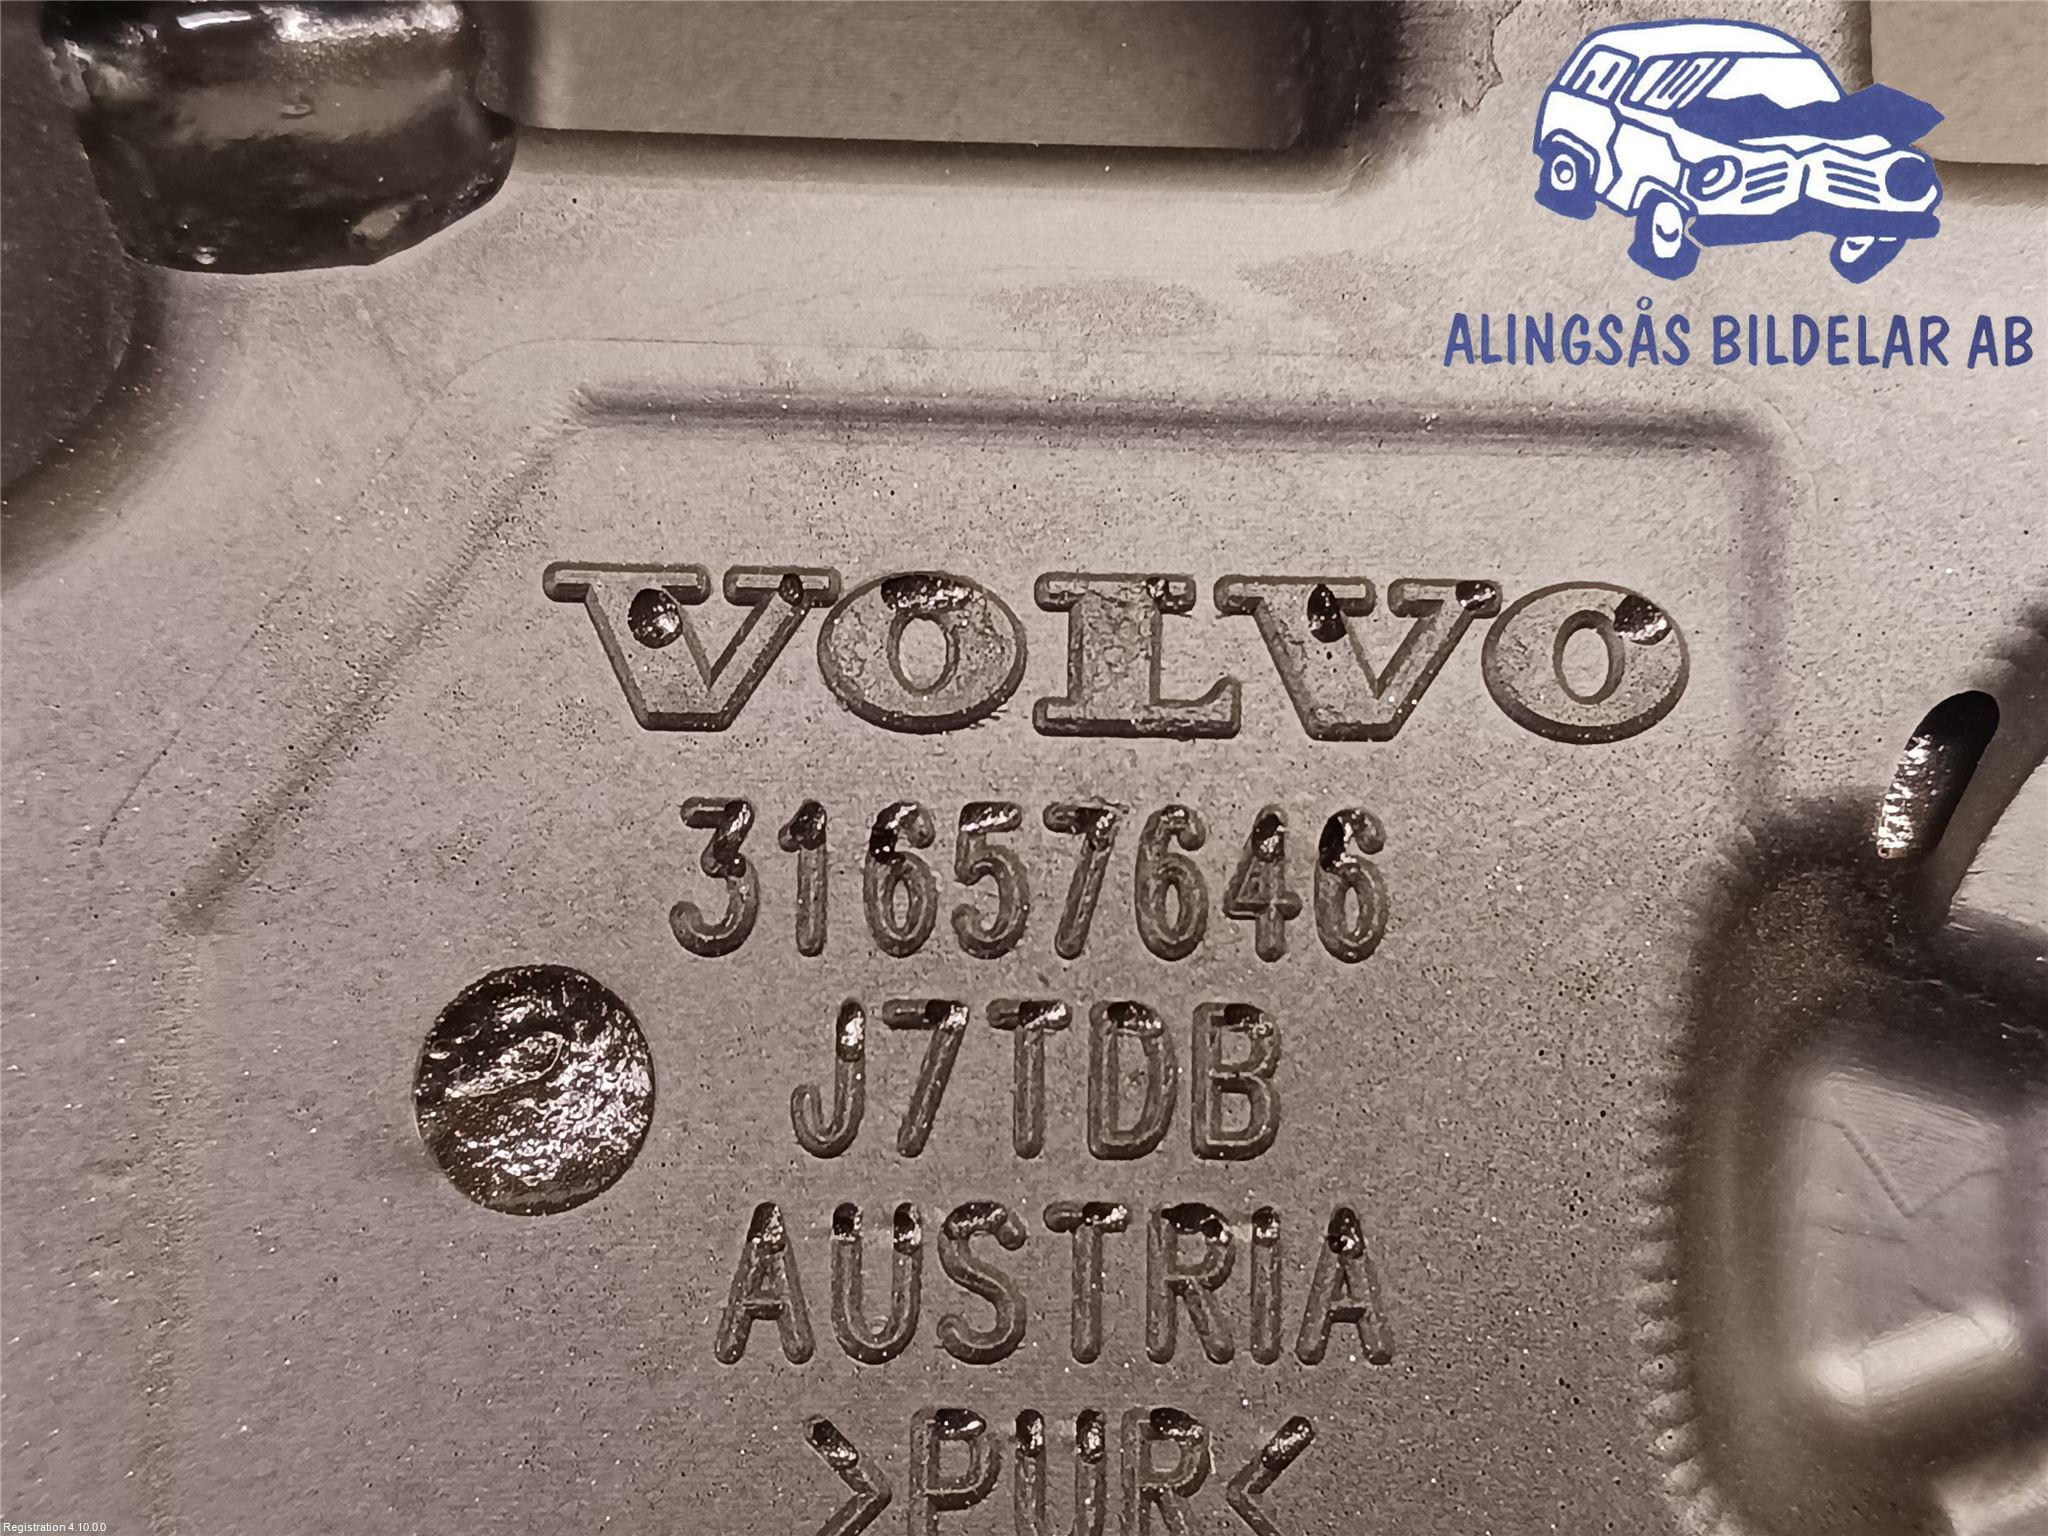 ALINGSÅS BILDELAR AB
VOLVO
31657646
J7TDB
AUSTRIA
>PUR<
Registration 4.10.0.0